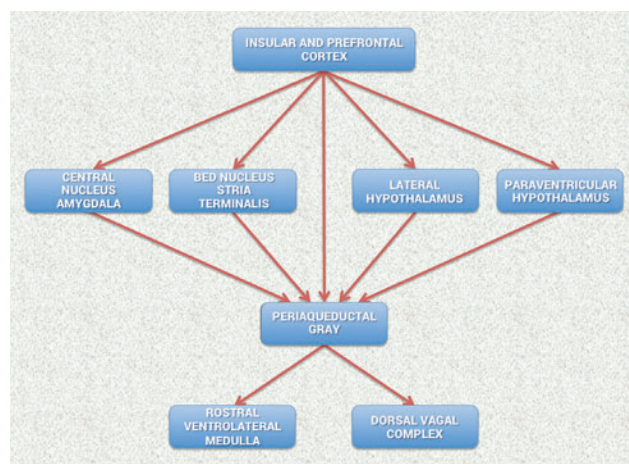 INSULAR AND PREFRONTAL
CORTEX
CENTRAL
NUCLEUS
AMYGDALA
BED NUCLEUS
STRIA
TERMINALIS
LATERAL
HYPOTHALAMUS
PARAVENTRICULAR
HYPOTHALAMUS
PERIAQUEDUCTAL
GRAY
ROSTRAL
VENTROLATERAL
MEDULLA
DORSAL VAGAL
COMPLEX